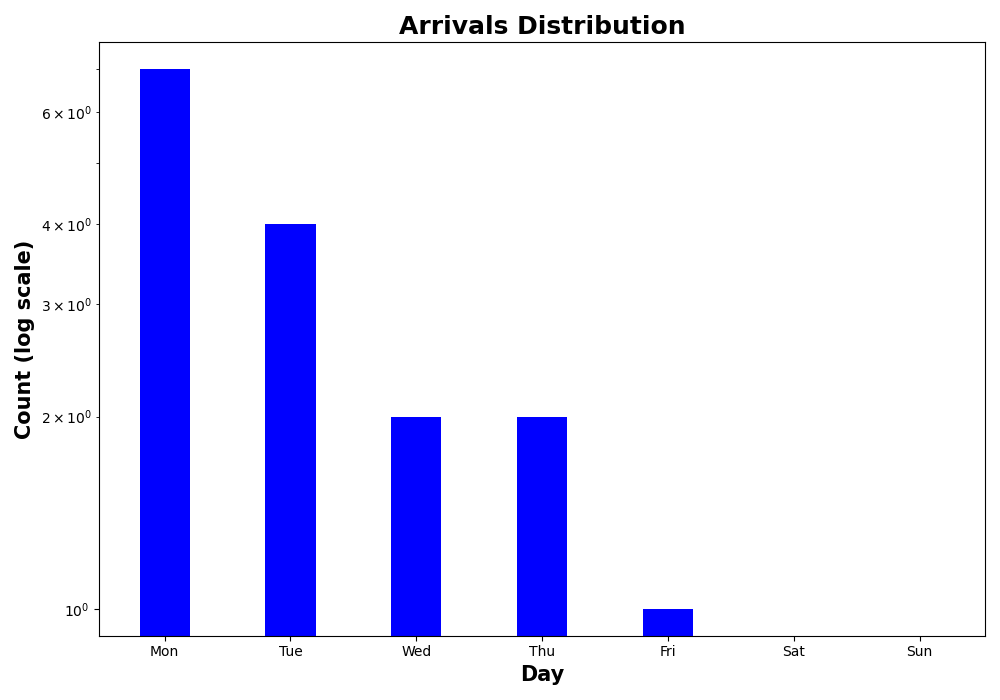 Arrivals Distribution
6 × 10⁰
4 × 10⁰
3 × 10⁰
2 × 10⁰
10⁰
Count (log scale)
Mon Tue Wed Thu Fri Sat Sun
Day